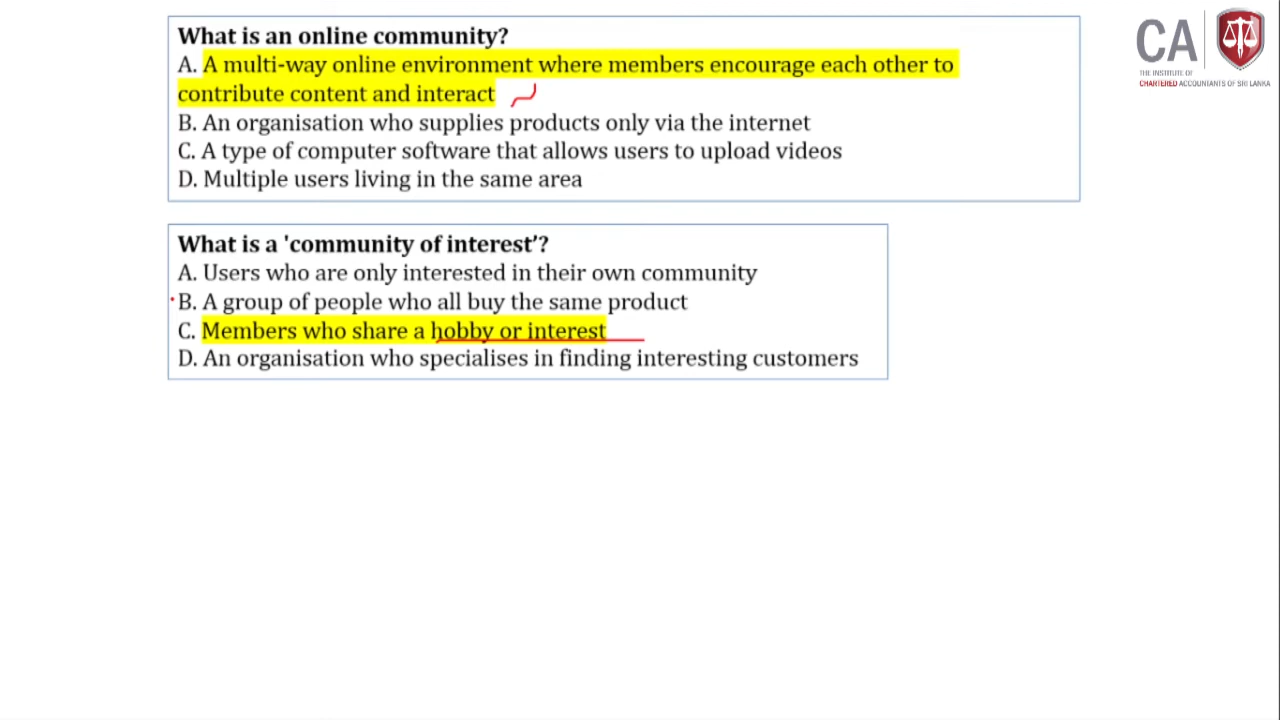 What is an online community?
A. A multi-way online environment where members encourage each other to
contribute content and interact
B. An organisation who supplies products only via the internet
C. A type of computer software that allows users to upload videos
D. Multiple users living in the same area
What is a 'community of interest’?
A. Users who are only interested in their own community
B. A group of people who all buy the same product
C. Members who share a hobby or interest
D. An organisation who specialises in finding interesting customers
CA
THE INSTITUTE OF
CHARTERED ACCOUNTANTS OF SRI LANKA